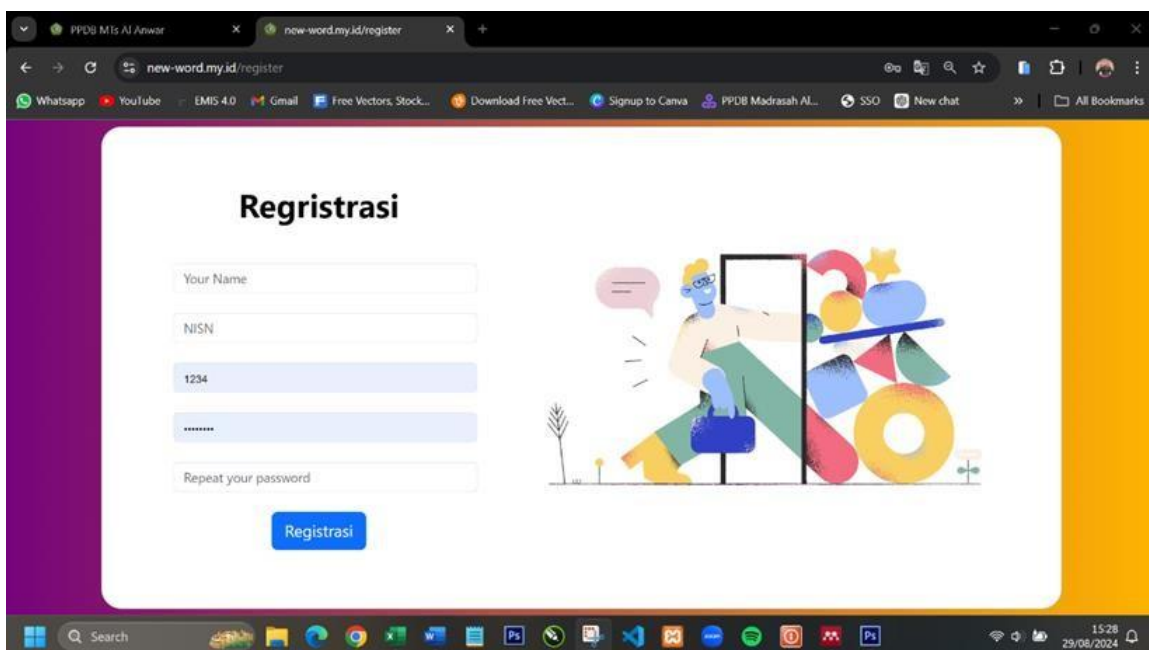 PPDB MTs Al Anwar
new-word.my.id/register
new-word.my.id/register
Whatsapp YouTube EMIS 4.0 Gmail Free Vectors, Stock... Download Free Vect... Signup to Canva PPDB Madrasah Al... SSO New chat » All Bookmarks
Regristrasi
Your Name
NISN
1234
••••••••
Repeat your password
Registrasi
Search
15:28
29/08/2024